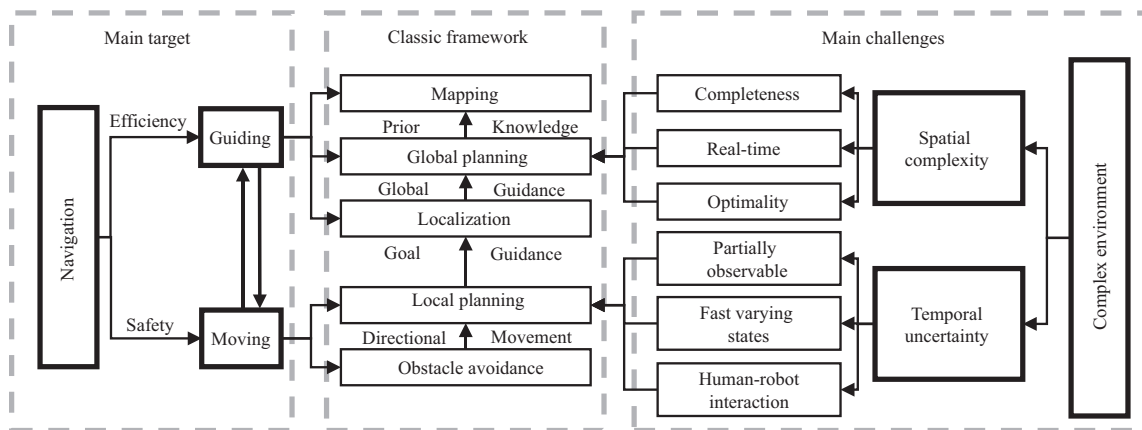 Main target
Navigation
Efficiency
Guiding
Safety
Moving
Classic framework
Mapping
Prior Knowledge
Global planning
Global Guidance
Localization
Goal Guidance
Local planning
Directional Movement
Obstacle avoidance
Main challenges
Completeness
Real-time
Optimality
Partially
observable
Fast varying
states
Human-robot
interaction
Spatial
complexity
Temporal
uncertainty
Complex environment